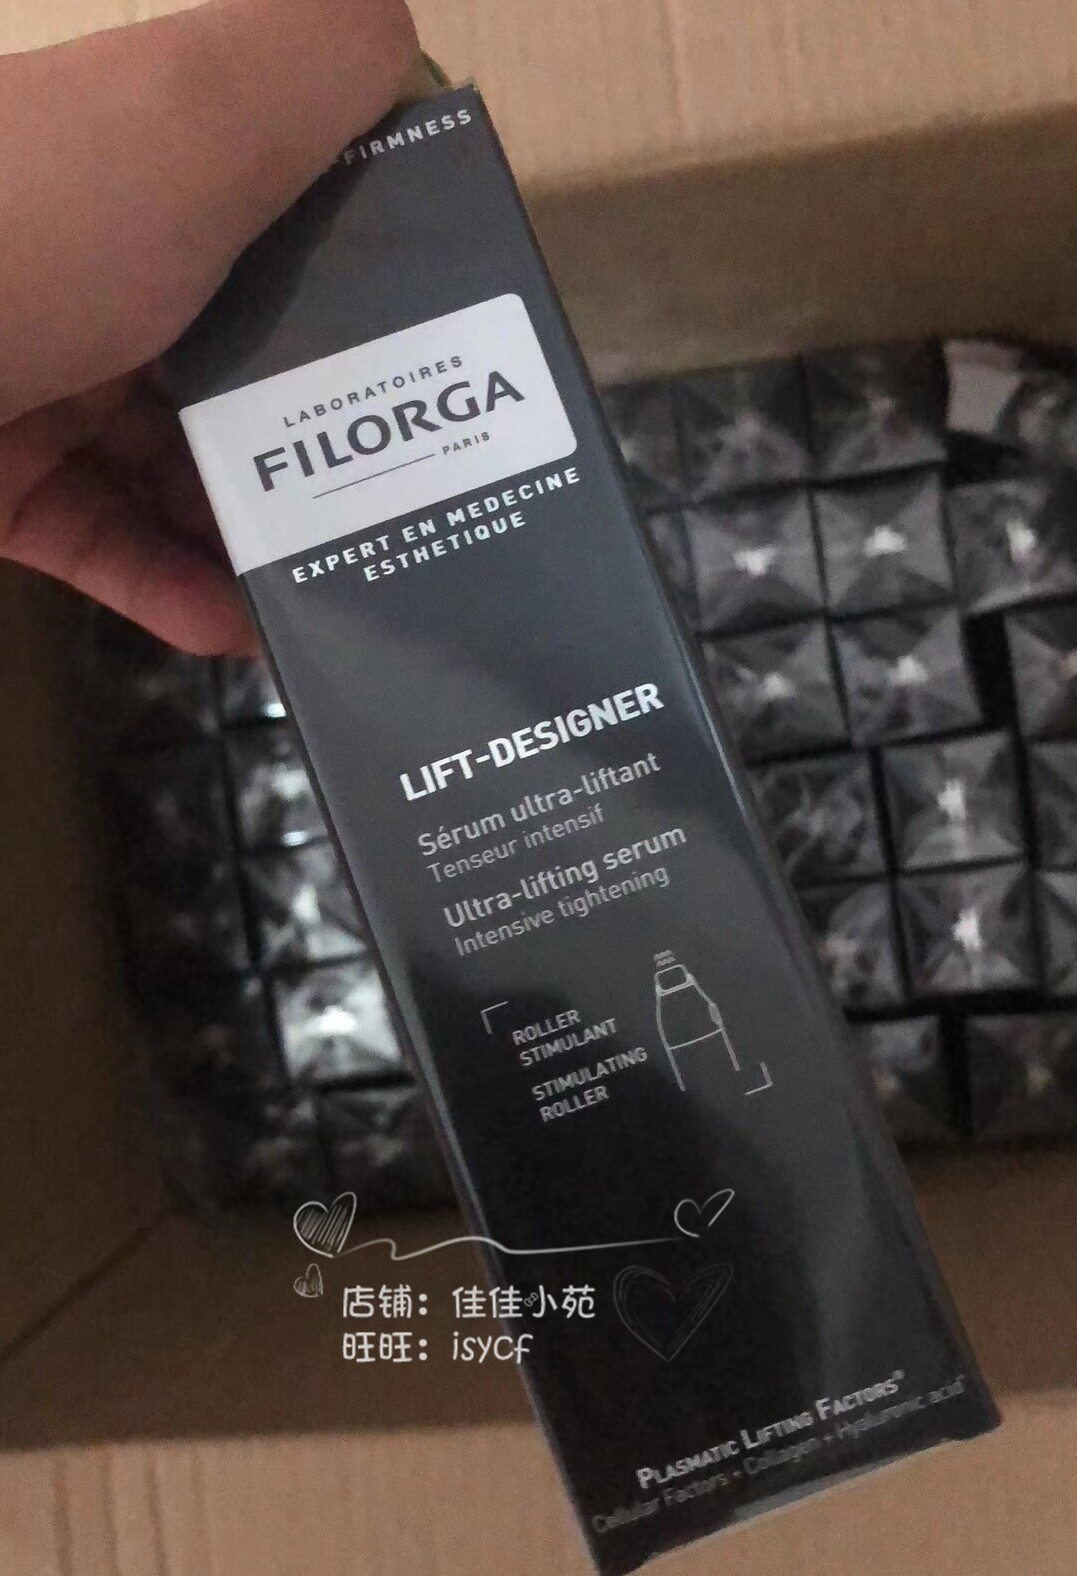 -FIRMNESS
LABORATOIRES
FILORGA
PARIS
EXPERT EN MEDECINE
ESTHETIQUE
LIFT-DESIGNER
Sérum ultra-liftant
Tenseur intensif
Ultra-lifting serum
Intensive tightening
ROLLER
STIMULANT
STIMULATING
ROLLER
店铺：佳佳小苑
旺旺：isycf
PLASMATIC LIFTING FACTORS®
Cellular Factors + Collagen + Hyaluronic acid